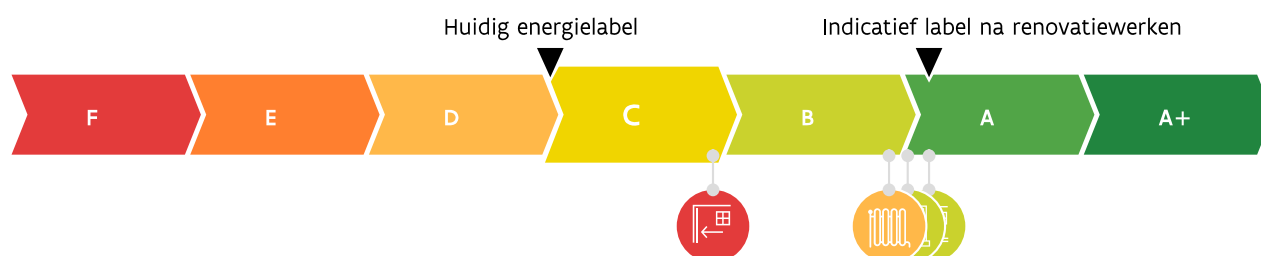 Huidig energielabel
Indicatief label na renovatiewerken
F
E
D
C
B
A
A+